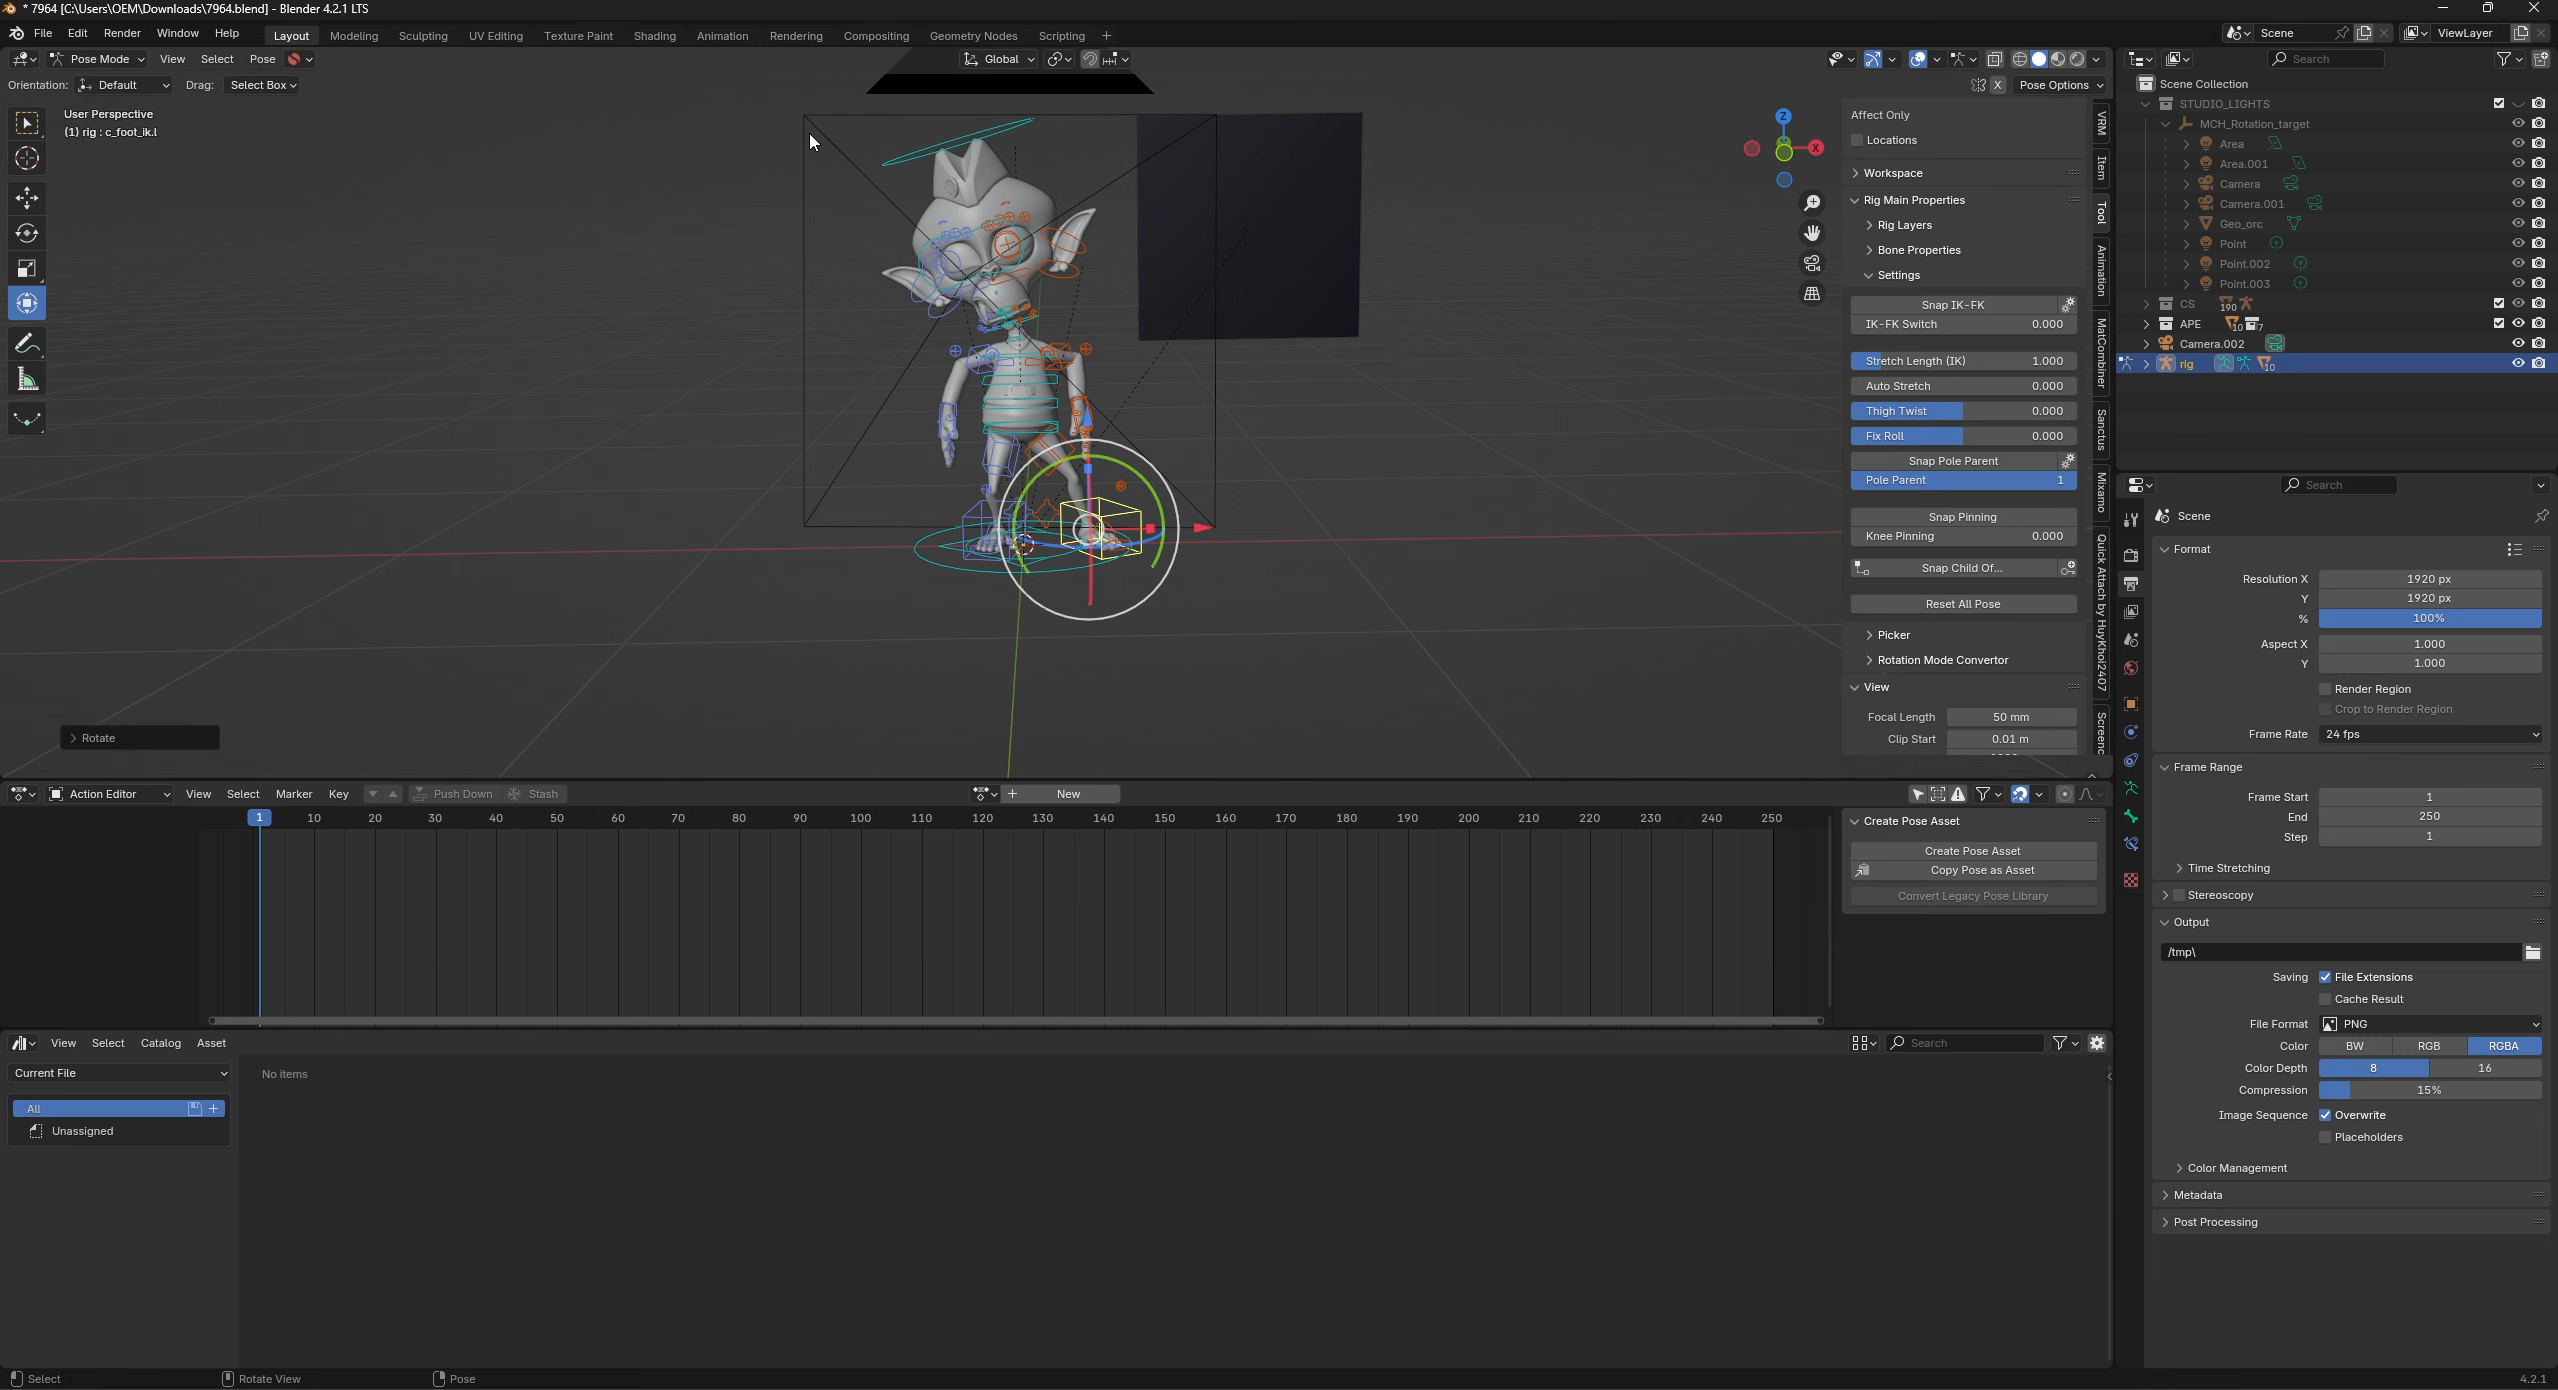 * 7964 [C:\Users\OEM\Downloads\7964.blend] - Blender 4.2.1 LTS
File Edit Render Window Help Layout Modeling Sculpting UV Editing Texture Paint Shading Animation Rendering Compositing Geometry Nodes Scripting + Scene ViewLayer
Pose Mode View Select Pose Global Search
Orientation: Default Drag: Select Box X Pose Options
User Perspective
(1) rig : c_foot_ik.l
Z
X
Affect Only
Locations
Workspace
Rig Main Properties
Rig Layers
Bone Properties
Settings
Snap IK-FK
IK-FK Switch 0.000
Stretch Length (IK) 1.000
Auto Stretch 0.000
Thigh Twist 0.000
Fix Roll 0.000
Snap Pole Parent
Pole Parent 1
Snap Pinning
Knee Pinning 0.000
Snap Child Of...
Reset All Pose
Picker
Rotation Mode Convertor
View
Focal Length 50 mm
Clip Start 0.01 m
VRM
Item
Tool
Animation
MatCombiner
Sanctus
Mixamo
Quick Attach by HuyKhoi2407
Screenc
Rotate
Scene Collection
STUDIO_LIGHTS
MCH_Rotation_target
Area
Area.001
Camera
Camera.001
Geo_orc
Point
Point.002
Point.003
CS 190
APE 10 7
Camera.002
rig 10
Search
Scene
Format
Resolution X 1920 px
Y 1920 px
% 100%
Aspect X 1.000
Y 1.000
Render Region
Crop to Render Region
Frame Rate 24 fps
Frame Range
Frame Start 1
End 250
Step 1
Time Stretching
Stereoscopy
Output
/tmp\
Saving File Extensions
Cache Result
File Format PNG
Color BW RGB RGBA
Color Depth 8 16
Compression 15%
Image Sequence Overwrite
Placeholders
Color Management
Metadata
Post Processing
Action Editor View Select Marker Key Push Down Stash + New
1 10 20 30 40 50 60 70 80 90 100 110 120 130 140 150 160 170 180 190 200 210 220 230 240 250
Create Pose Asset
Create Pose Asset
Copy Pose as Asset
Convert Legacy Pose Library
View Select Catalog Asset Search
Current File
No items
All
Unassigned
Select Rotate View Pose 4.2.1